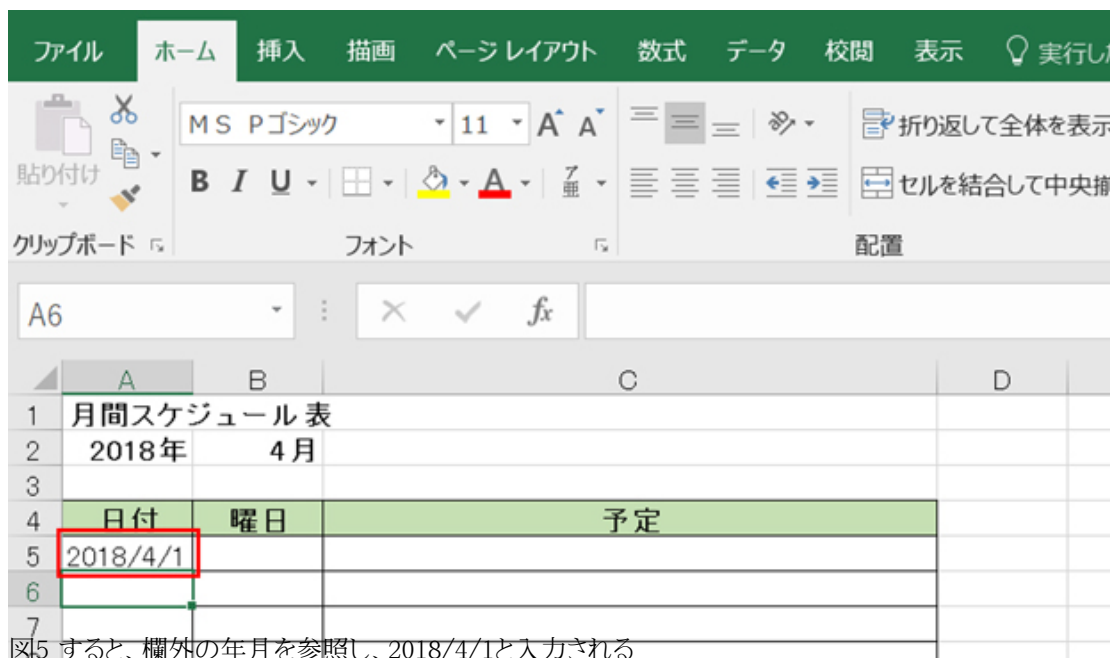 ファイル ホーム 挿入 描画 ページ レイアウト 数式 データ 校閲 表示 実行した
MS Pゴシック 11 A A 折り返して全体を表示
貼り付け B I U A ア亜 セルを結合して中央揃
クリップボード フォント 配置
A6 fx
A B C D
1 月間スケジュール表
2 2018年 4月
3
4 日付 曜日 予定
5 2018/4/1
6
7
図5 すると、欄外の年月を参照し、2018/4/1と入力される